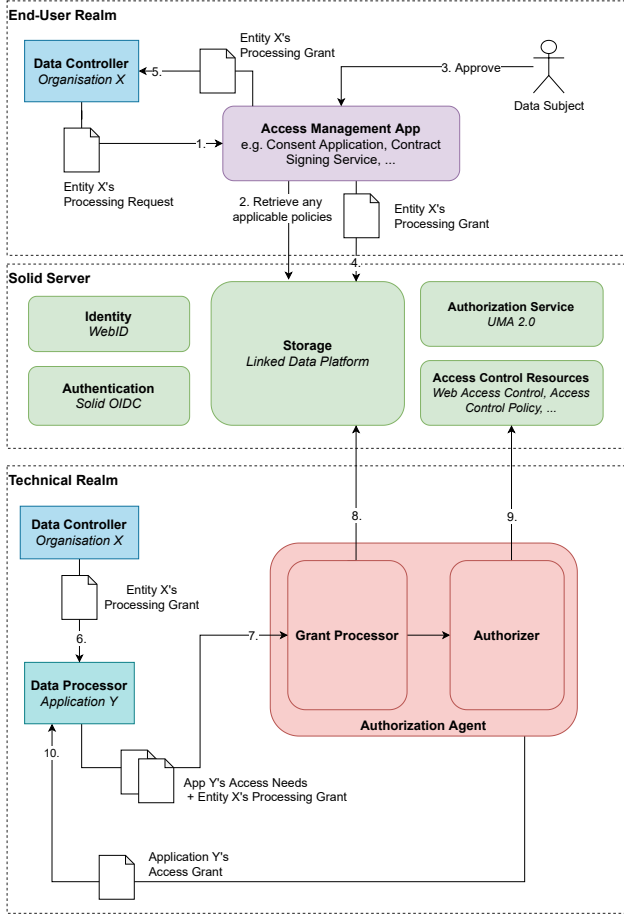 End-User Realm
Data Controller
Organisation X
5.
Entity X's
Processing Grant
3. Approve
Data Subject
Access Management App
e.g. Consent Application, Contract
Signing Service, ...
1.
Entity X's
Processing Request
2. Retrieve any
applicable policies
Entity X's
Processing Grant
4.
Solid Server
Identity
WebID
Authentication
Solid OIDC
Storage
Linked Data Platform
Authorization Service
UMA 2.0
Access Control Resources
Web Access Control, Access
Control Policy, ...
Technical Realm
Data Controller
Organisation X
Entity X's
Processing Grant
6.
Data Processor
Application Y
7.
8.
9.
Grant Processor
Authorizer
Authorization Agent
10.
App Y's Access Needs
+ Entity X's Processing Grant
Application Y's
Access Grant